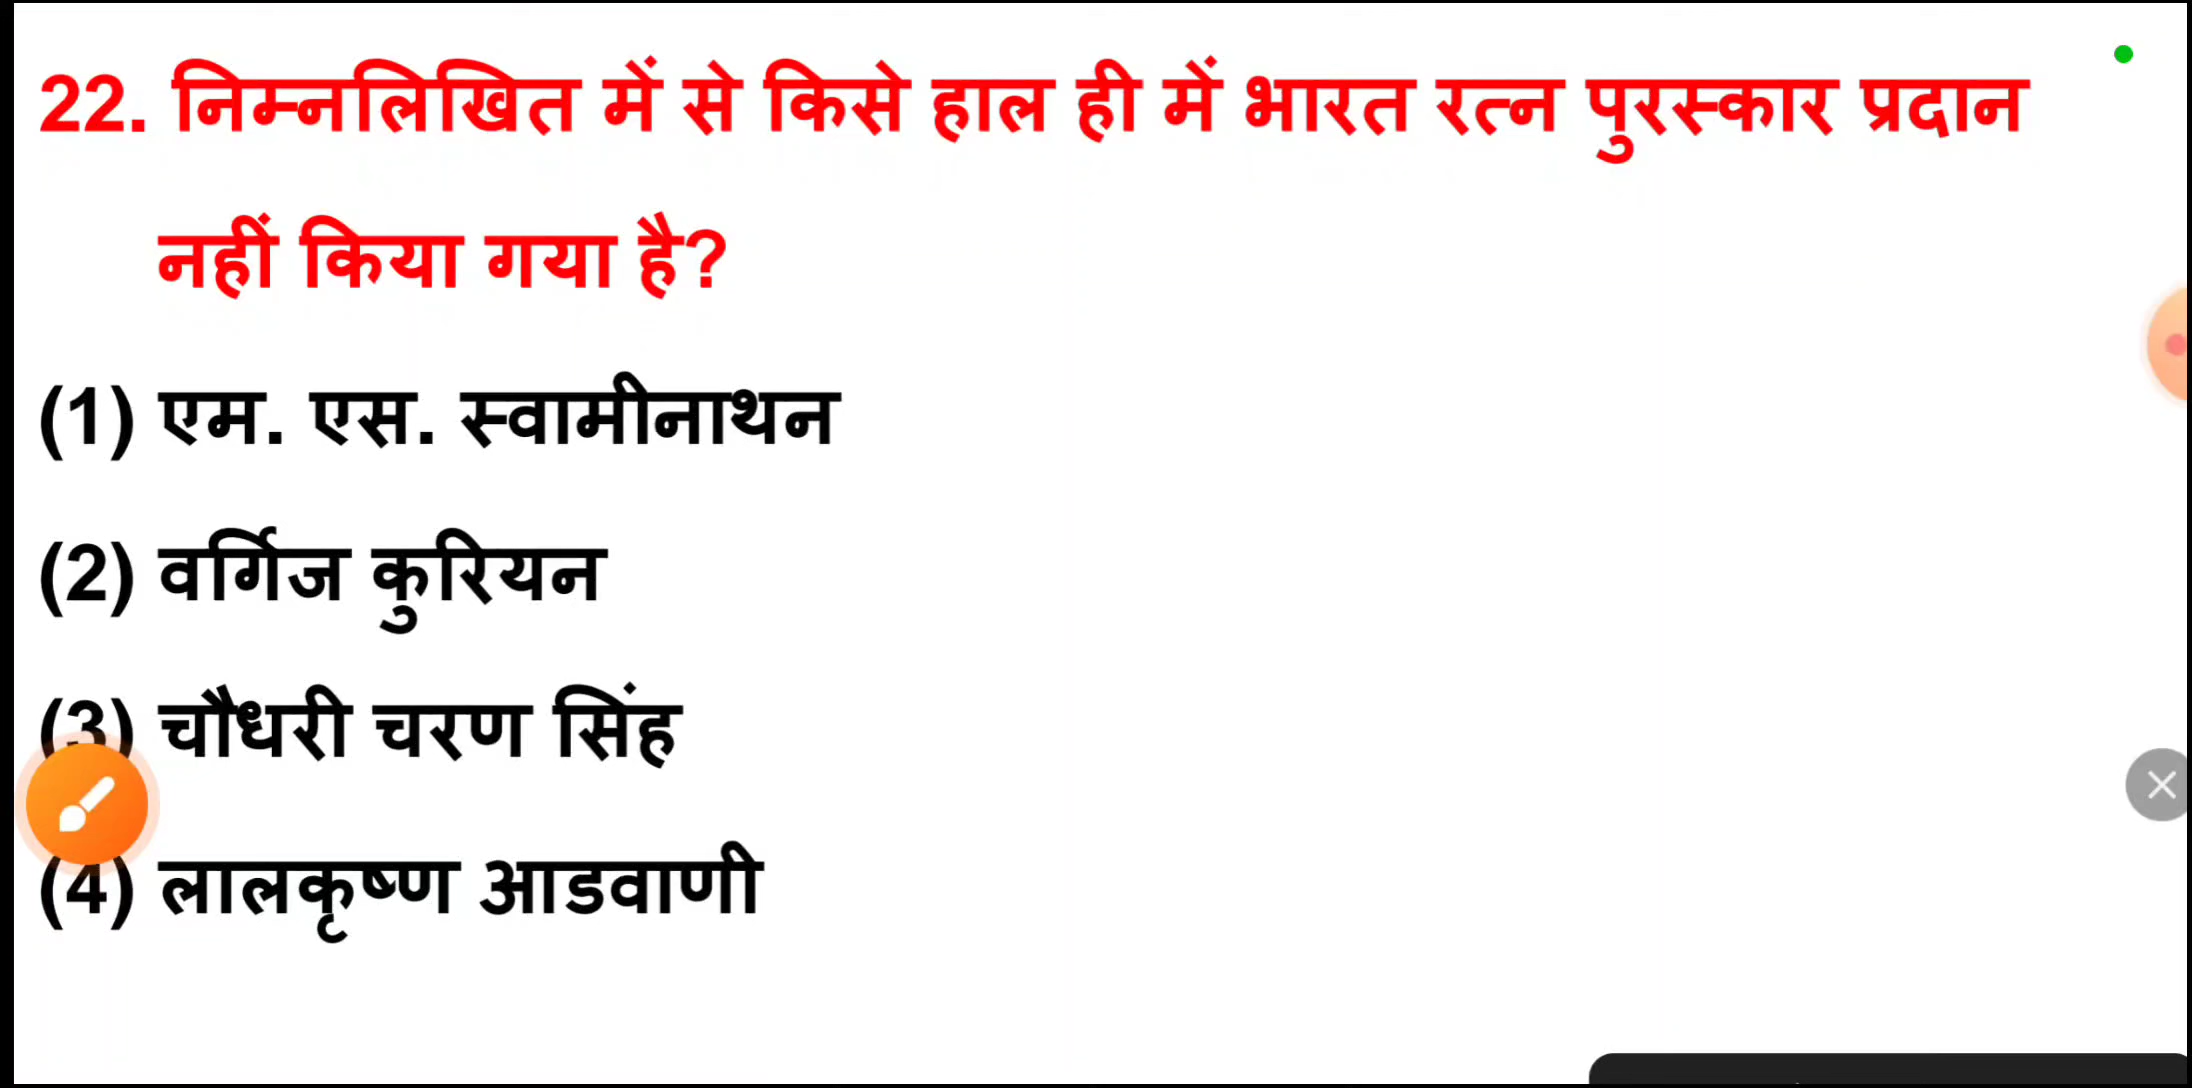 22. निम्नलिखित में से किसे हाल ही में भारत रत्न पुरस्कार प्रदान
नहीं किया गया है?
(1) एम. एस. स्वामीनाथन
(2) वर्गिज कुरियन
(3) चौधरी चरण सिंह
(4) लालकृष्ण आडवाणी